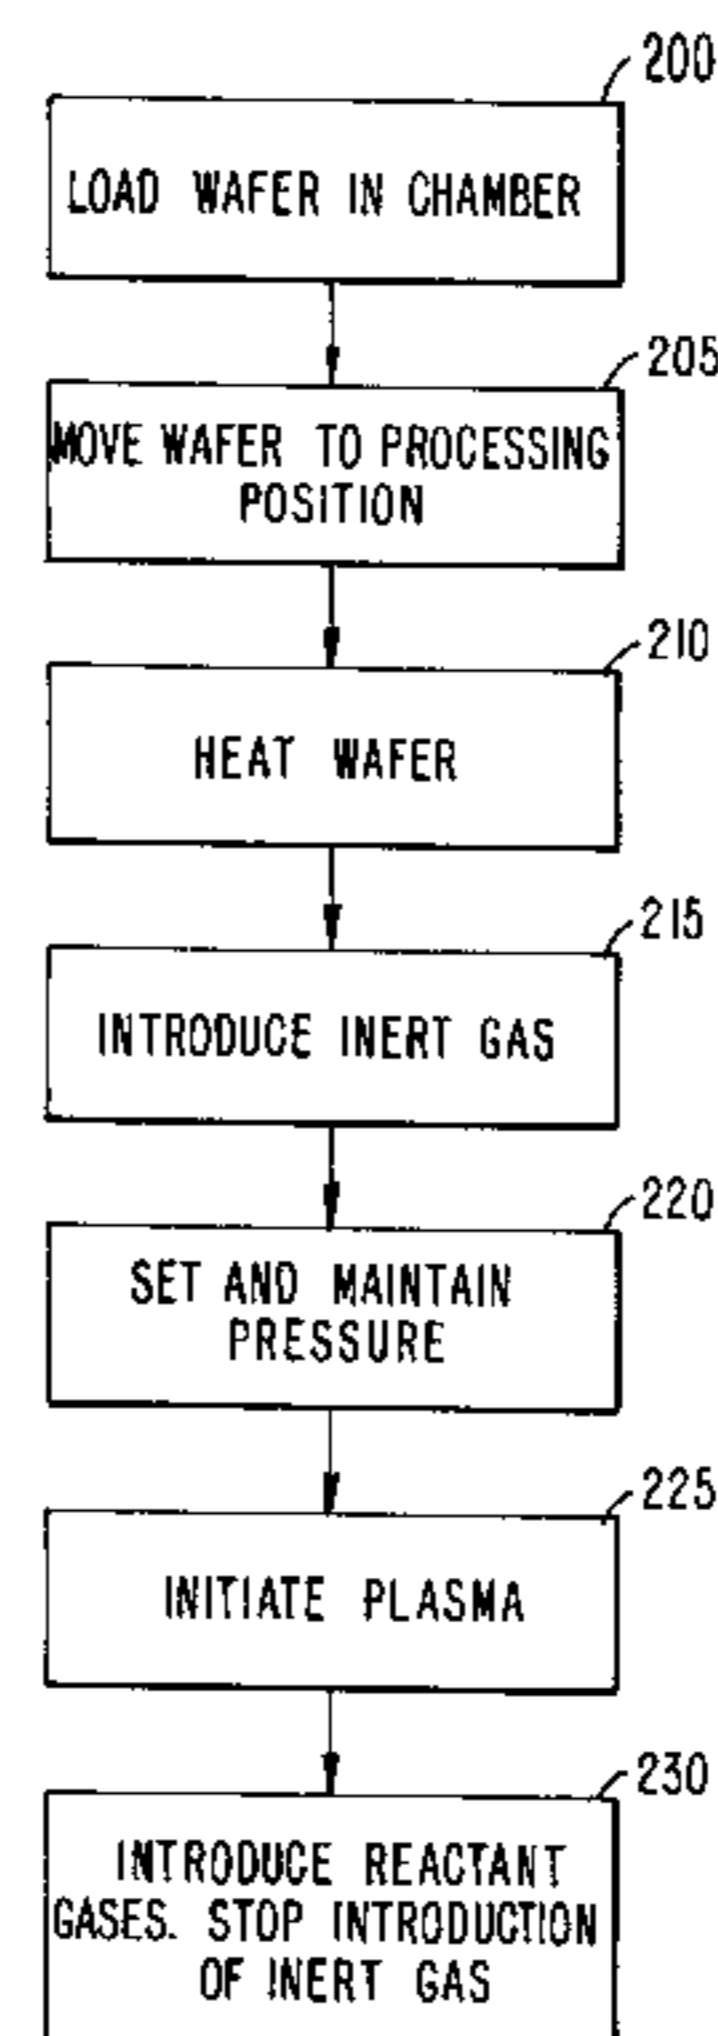 200
LOAD WAFER IN CHAMBER
205
MOVE WAFER TO PROCESSING
POSITION
210
HEAT WAFER
215
INTRODUCE INERT GAS
220
SET AND MAINTAIN
PRESSURE
225
INITIATE PLASMA
230
INTRODUCE REACTANT
GASES. STOP INTRODUCTION
OF INERT GAS